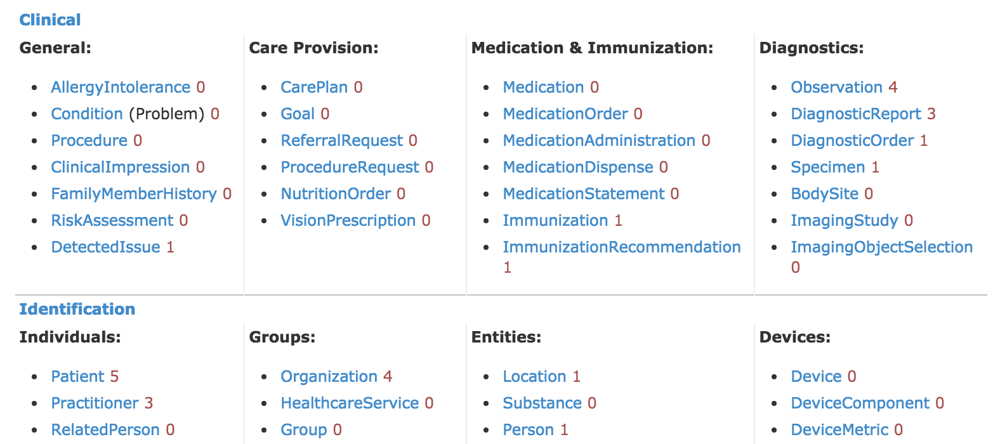 Clinical
General:
AllergyIntolerance 0
Condition (Problem) 0
Procedure 0
ClinicalImpression 0
FamilyMemberHistory 0
RiskAssessment 0
DetectedIssue 1
Care Provision:
CarePlan 0
Goal 0
ReferralRequest 0
ProcedureRequest 0
NutritionOrder 0
VisionPrescription 0
Medication & Immunization:
Medication 0
MedicationOrder 0
MedicationAdministration 0
MedicationDispense 0
MedicationStatement 0
Immunization 1
ImmunizationRecommendation
1
Diagnostics:
Observation 4
DiagnosticReport 3
DiagnosticOrder 1
Specimen 1
BodySite 0
ImagingStudy 0
ImagingObjectSelection
0
Identification
Individuals:
Patient 5
Practitioner 3
RelatedPerson 0
Groups:
Organization 4
HealthcareService 0
Group 0
Entities:
Location 1
Substance 0
Person 1
Devices:
Device 0
DeviceComponent 0
DeviceMetric 0